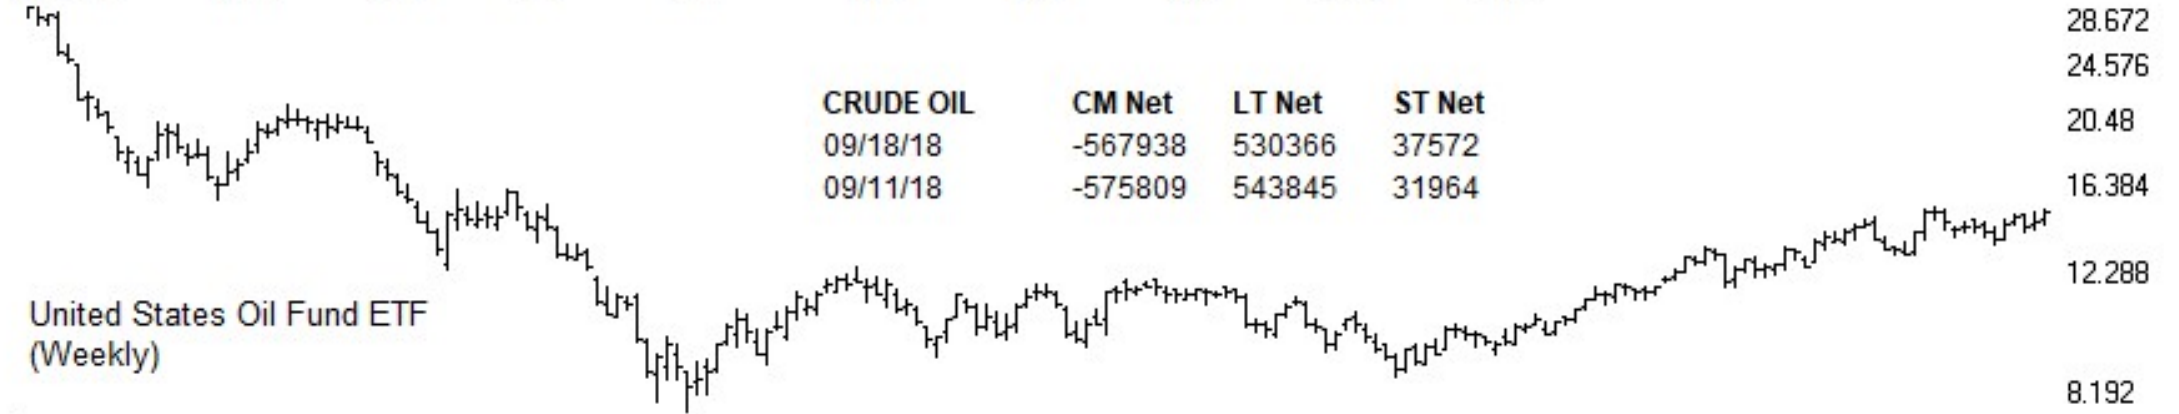 28.672
24.576
CRUDE OIL CM Net LT Net ST Net
20.48
09/18/18 -567938 530366 37572
09/11/18 -575809 543845 31964
16.384
12.288
United States Oil Fund ETF
(Weekly)
8.192